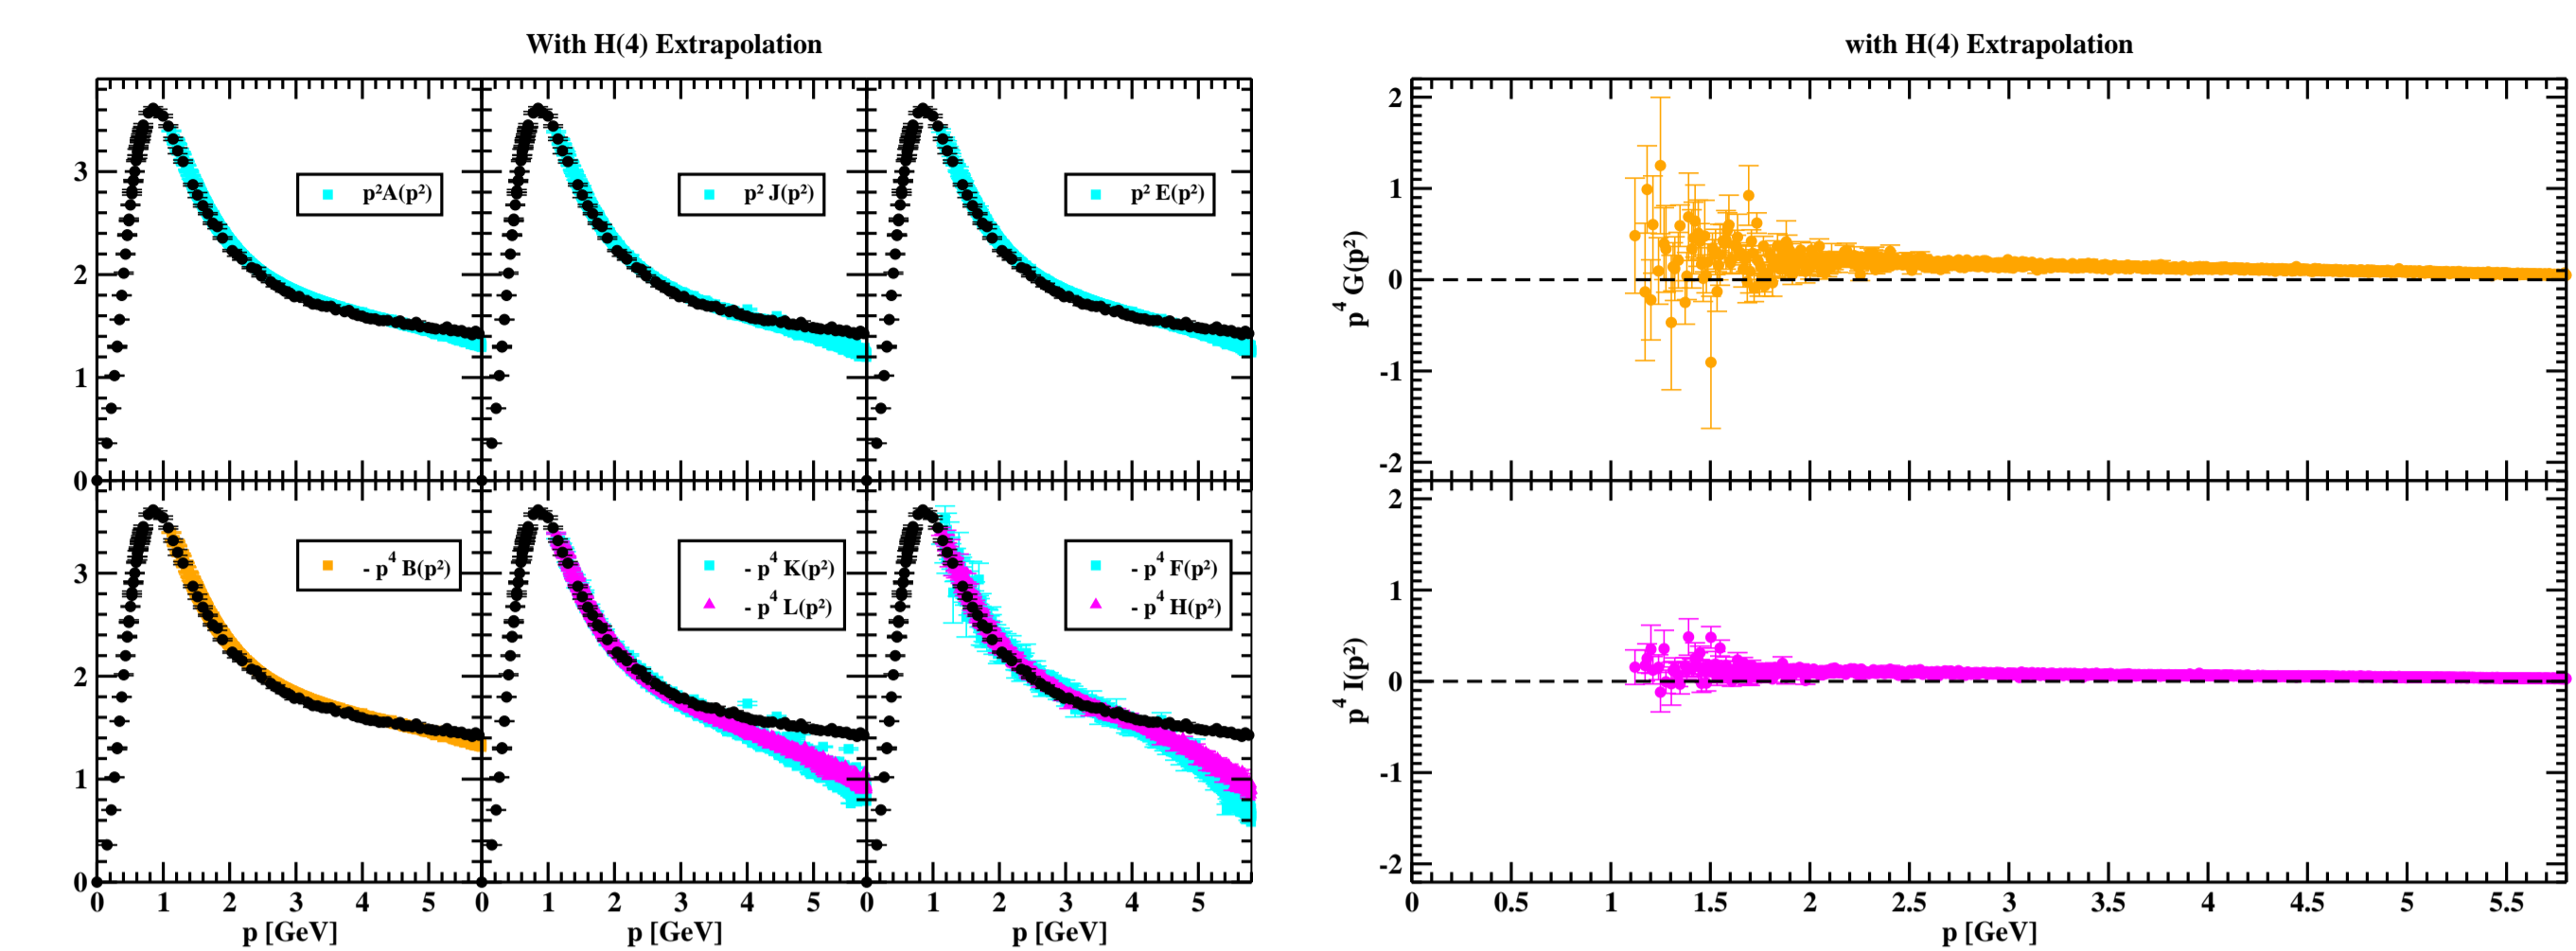 With H(4) Extrapolation
3
2
1
0
p²A(p²)
p² J(p²)
p² E(p²)
3
2
1
0
- p⁴ B(p²)
- p⁴ K(p²)
- p⁴ L(p²)
- p⁴ F(p²)
- p⁴ H(p²)
0 1 2 3 4 5 0 1 2 3 4 5 0 1 2 3 4 5
p [GeV] p [GeV] p [GeV]
with H(4) Extrapolation
p⁴ G(p²)
2
1
0
-1
-2
p⁴ I(p²)
2
1
0
-1
-2
0 0.5 1 1.5 2 2.5 3 3.5 4 4.5 5 5.5
p [GeV]